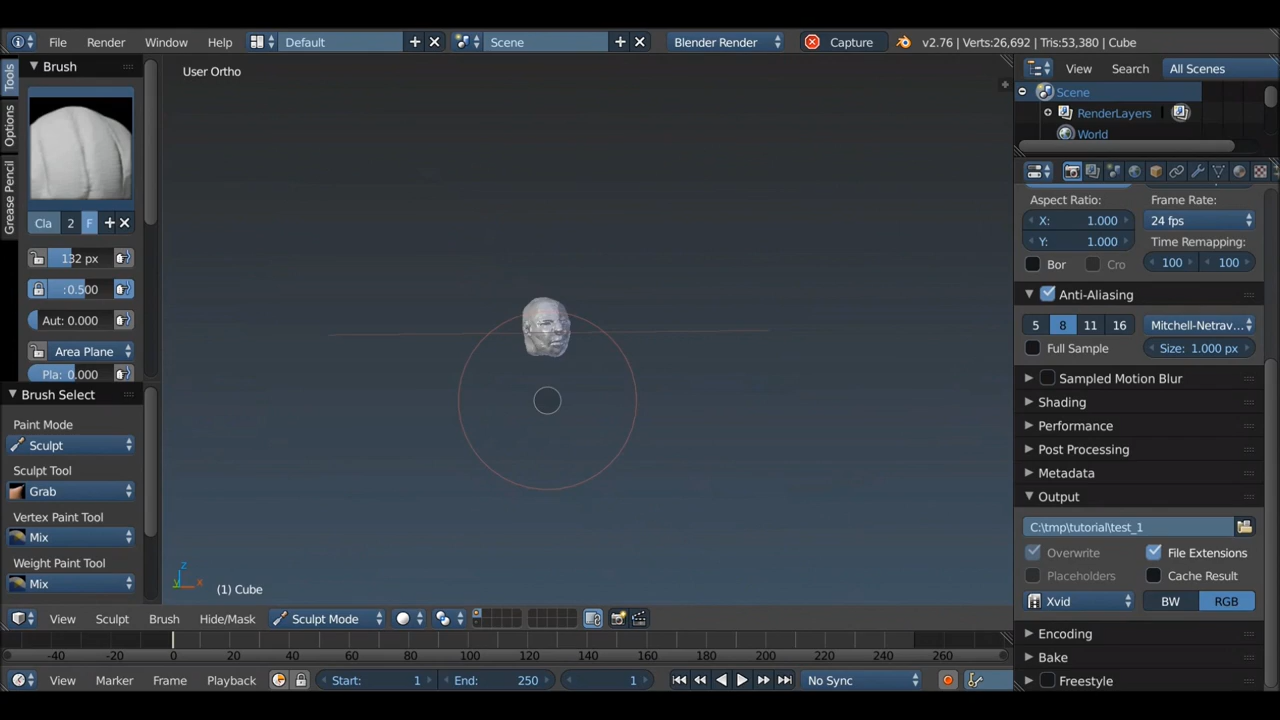 File Render Window Help Default Scene Blender Render Capture v2.76 | Verts:26,692 | Tris:53,380 | Cube
Tools
Options
Grease Pencil
Brush
Cla 2 F
132 px
:0.500
Aut: 0.000
Area Plane
Pla: 0.000
Brush Select
Paint Mode
Sculpt
Sculpt Tool
Grab
Vertex Paint Tool
Mix
Weight Paint Tool
Mix
User Ortho
z
y x
(1) Cube
View Search All Scenes
Scene
RenderLayers
World
Aspect Ratio: Frame Rate:
X: 1.000 24 fps
Y: 1.000 Time Remapping:
Bor Cro 100 100
Anti-Aliasing
5 8 11 16 Mitchell-Netrav...
Full Sample Size: 1.000 px
Sampled Motion Blur
Shading
Performance
Post Processing
Metadata
Output
C:\tmp\tutorial\test_1
Overwrite File Extensions
Placeholders Cache Result
Xvid BW RGB
Encoding
Bake
Freestyle
View Sculpt Brush Hide/Mask Sculpt Mode
-40 -20 0 20 40 60 80 100 120 140 160 180 200 220 240 260
View Marker Frame Playback Start: 1 End: 250 1 No Sync